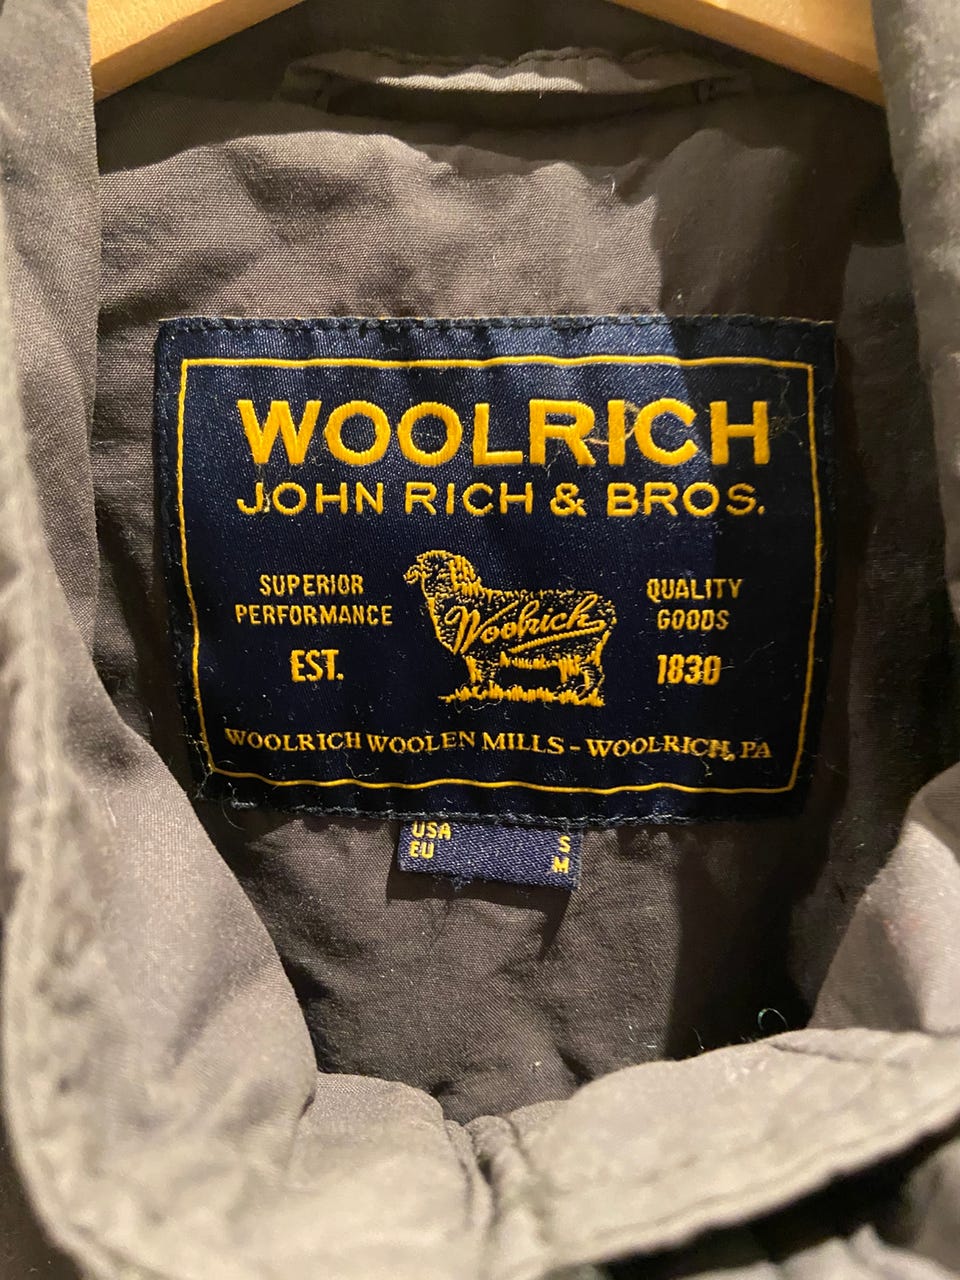 WOOLRICH
JOHN RICH & BROS.
SUPERIOR
PERFORMANCE
EST.
Woolrich
QUALITY
GOODS
1830
WOOLRICH WOOLEN MILLS - WOOLRICH, PA
USA S
EU M